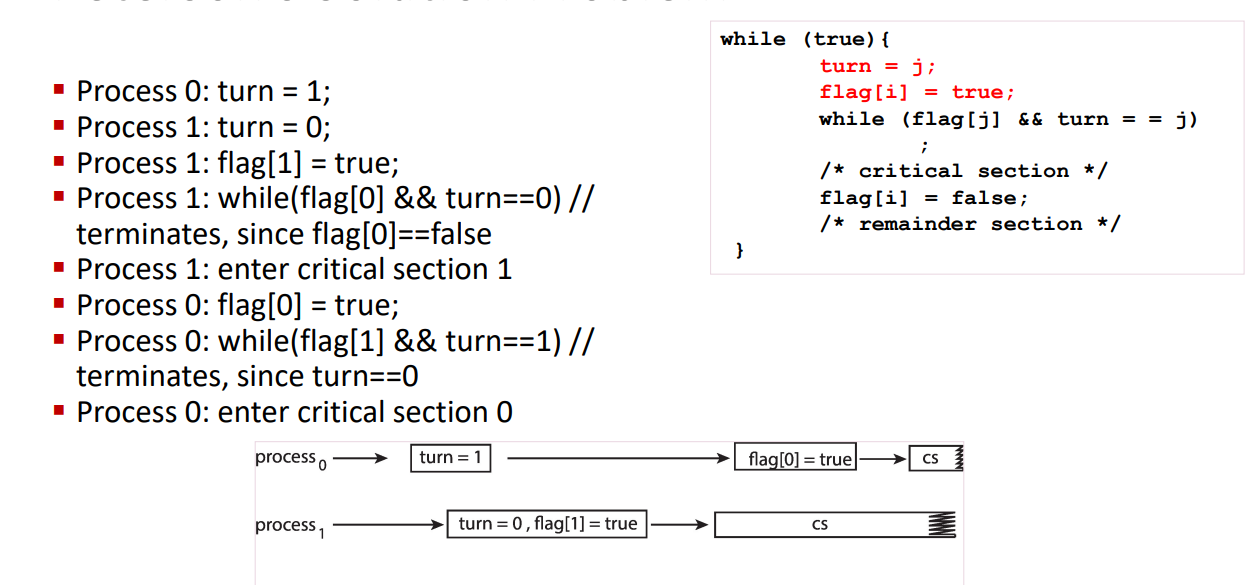 ▪ Process 0: turn = 1;
▪ Process 1: turn = 0;
▪ Process 1: flag[1] = true;
▪ Process 1: while(flag[0] && turn==0) //
terminates, since flag[0]==false
▪ Process 1: enter critical section 1
▪ Process 0: flag[0] = true;
▪ Process 0: while(flag[1] && turn==1) //
terminates, since turn==0
▪ Process 0: enter critical section 0
while (true){
turn = j;
flag[i] = true;
while (flag[j] && turn = = j)
;
/* critical section */
flag[i] = false;
/* remainder section */
}
process0 turn = 1 flag[0] = true cs
process1 turn = 0 , flag[1] = true cs